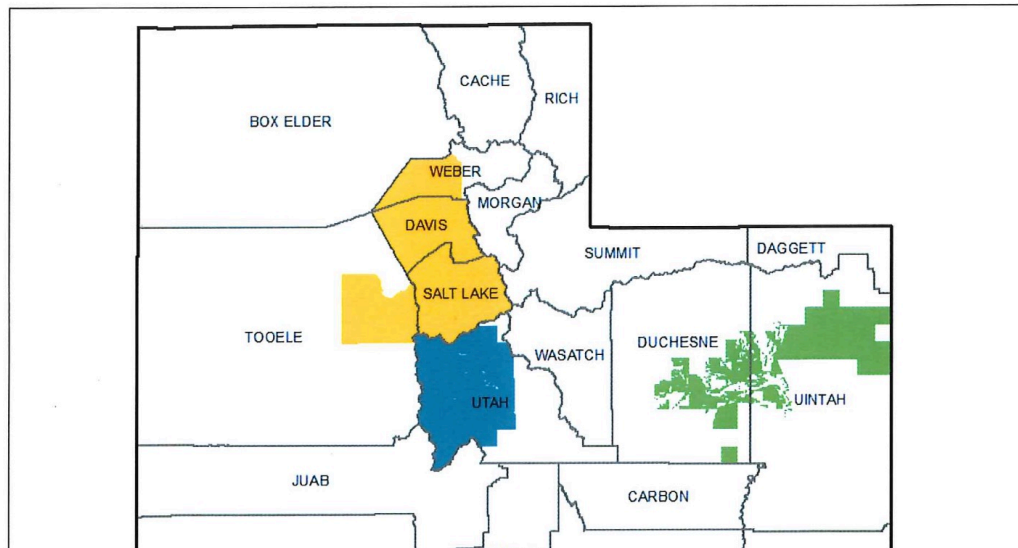 CACHE
RICH
BOX ELDER
WEBER
MORGAN
DAVIS
SUMMIT
DAGGETT
SALT LAKE
TOOELE
WASATCH
DUCHESNE
UTAH
UINTAH
JUAB
CARBON